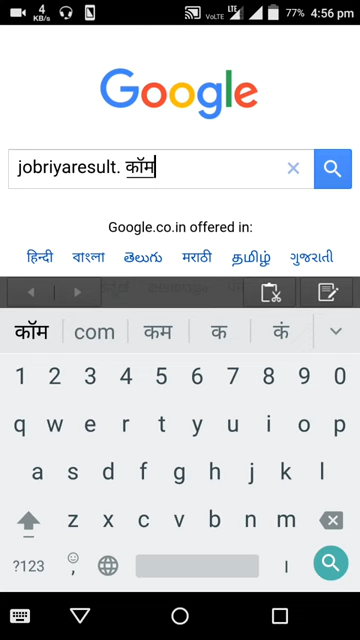 4 KB/s VoLTE LTE 77% 4:56 pm
Google
jobriyaresult. कॉम
Google.co.in offered in:
हिन्दी বাংলা తెలుగు मराठी தமிழ் ગુજરાતી
कॉम com कम क कं
1 2 3 4 5 6 7 8 9 0
q w e r t y u i o p
a s d f g h j k l
z x c v b n m
?123 , ।